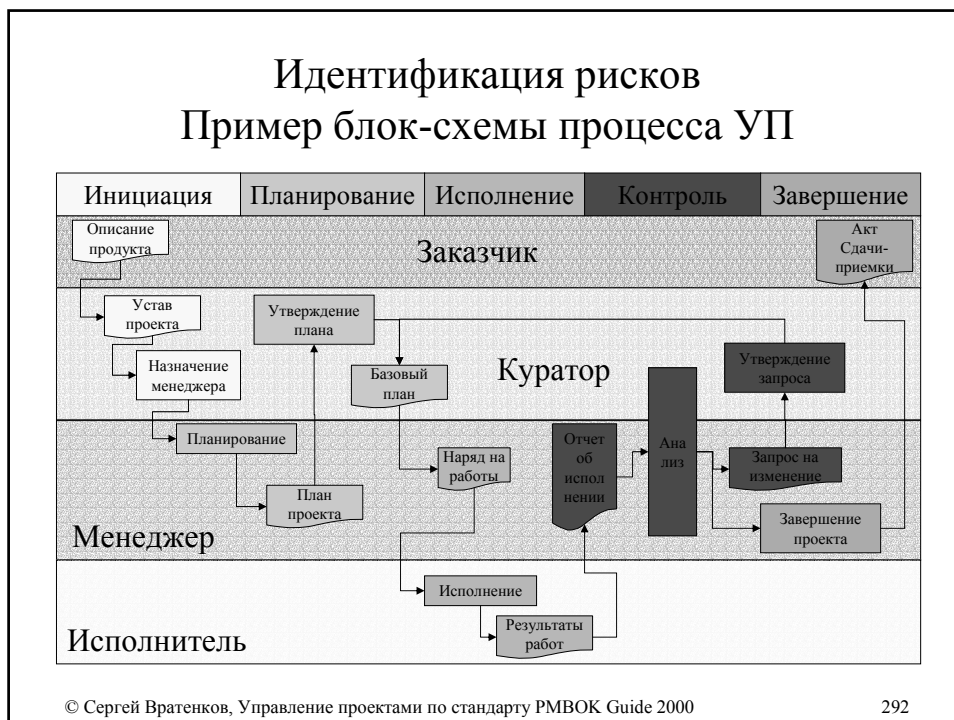 Идентификация рисков
Пример блок-схемы процесса УП
Инициация
Планирование
Исполнение
Контроль
Завершение
Описание
продукта
Заказчик
Акт
Сдачи-
приемки
Устав
проекта
Утверждение
плана
Назначение
менеджера
Базовый
план
Куратор
Утверждение
запроса
Планирование
План
проекта
Наряд на
работы
Отчет
об
испол
нении
Ана
лиз
Запрос на
изменение
Завершение
проекта
Менеджер
Исполнение
Результаты
работ
Исполнитель
© Сергей Вратенков, Управление проектами по стандарту PMBOK Guide 2000
292